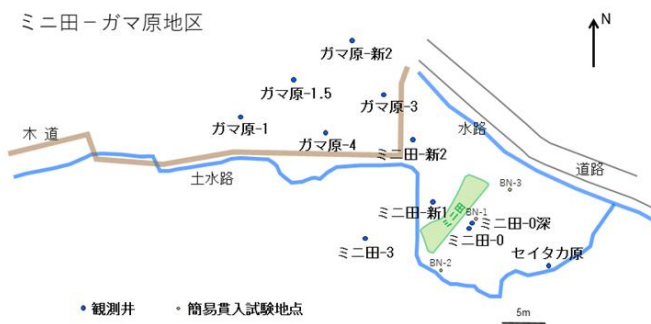 ミニ田－ガマ原地区
N
ガマ原-新2
ガマ原-1.5
ガマ原-3
ガマ原-1
ガマ原-4
木道
水路
ミニ田-新2
道路
土水路
BN-3
ミニ田-新1
ミニ田
BN-1
ミニ田-0深
ミニ田-0
ミニ田-3
セイタカ原
BN-2
観測井
簡易貫入試験地点
5m